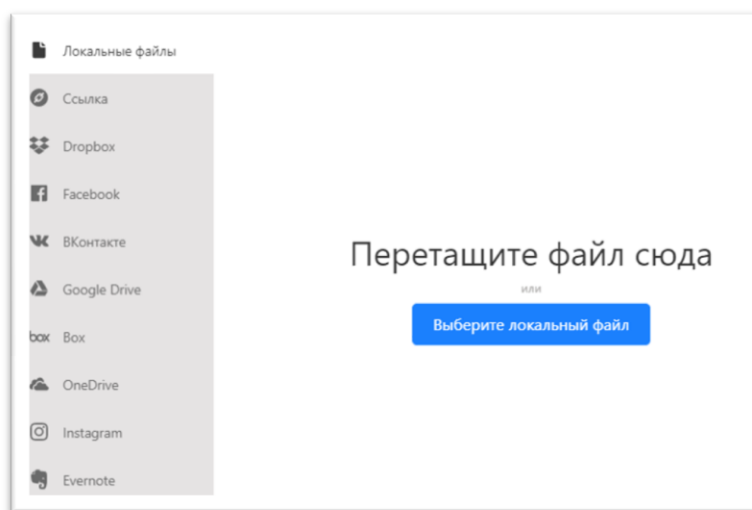 Локальные файлы
Ссылка
Dropbox
Facebook
ВКонтакте
Google Drive
box Box
OneDrive
Instagram
Evernote
Перетащите файл сюда
или
Выберите локальный файл